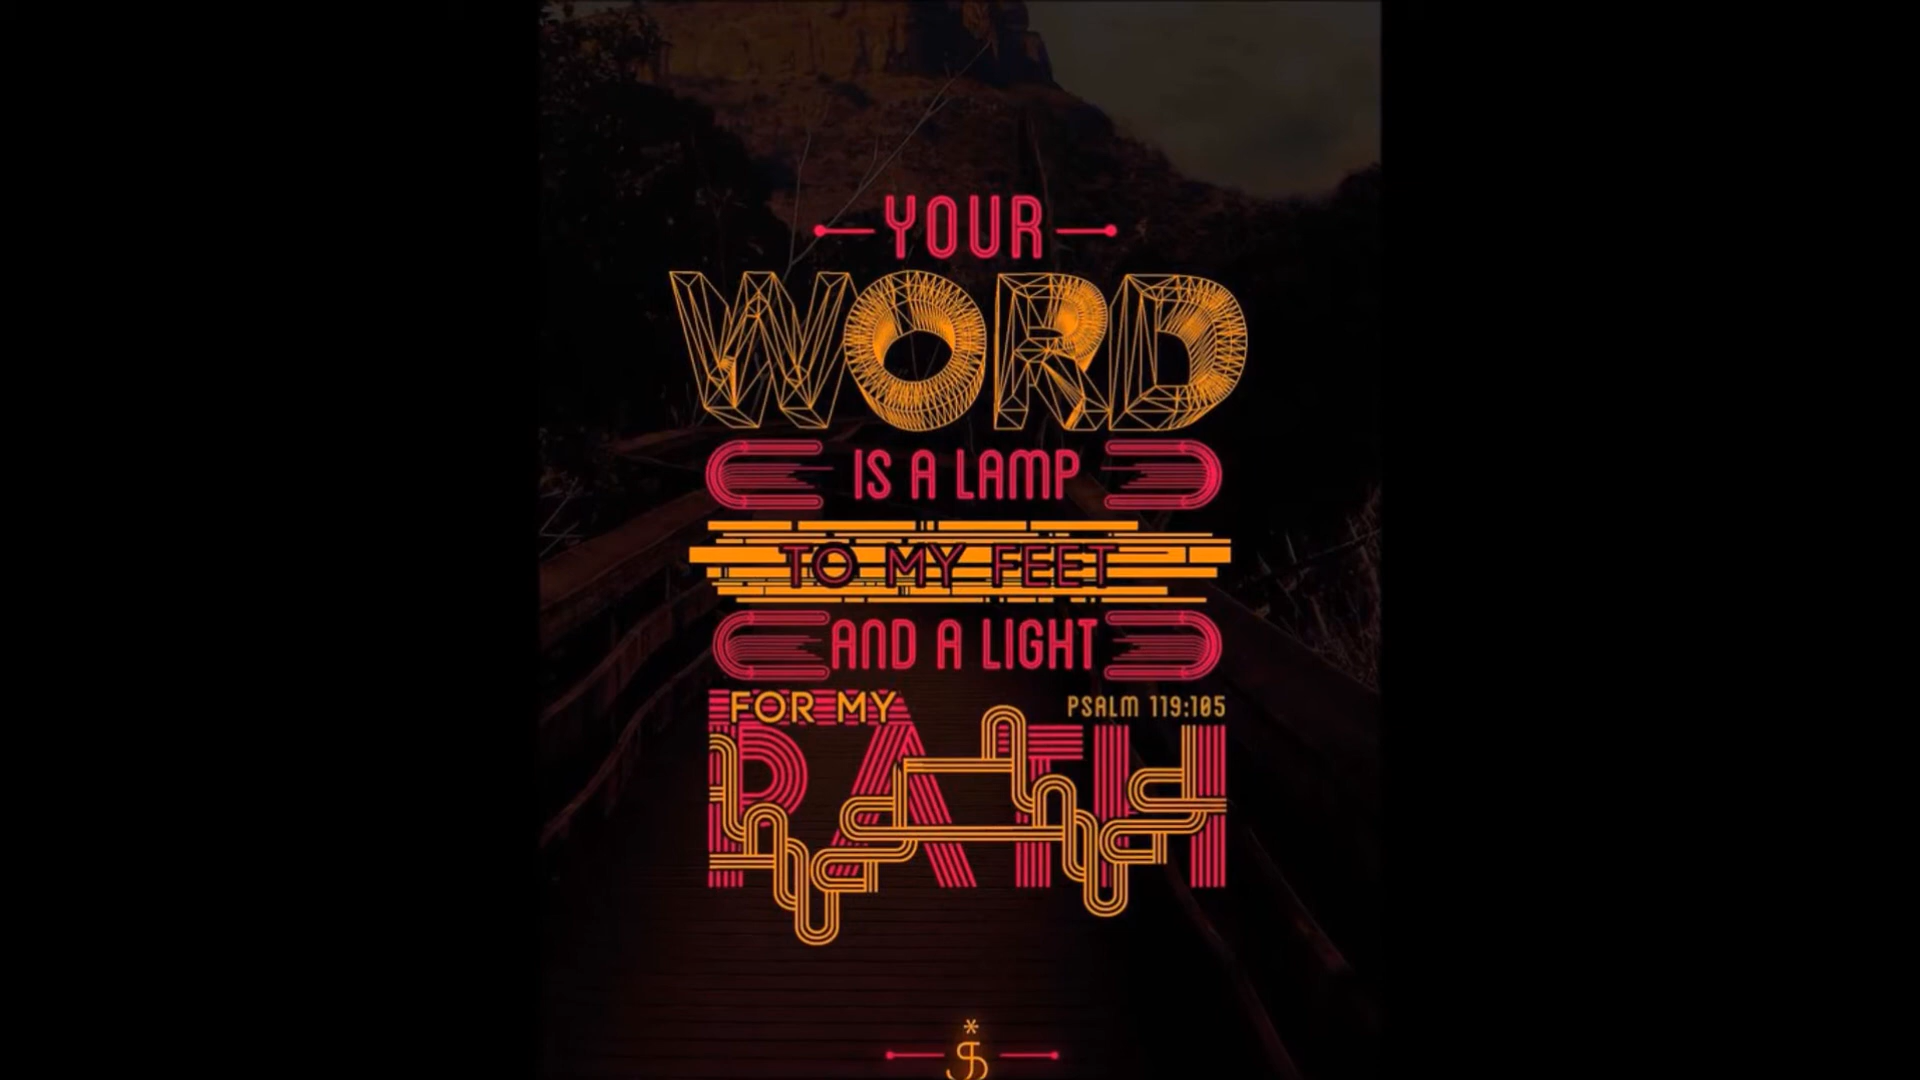 YOUR
WORD
IS A LAMP
TO MY FEET
AND A LIGHT
FOR MY
PSALM 119:105
PATH